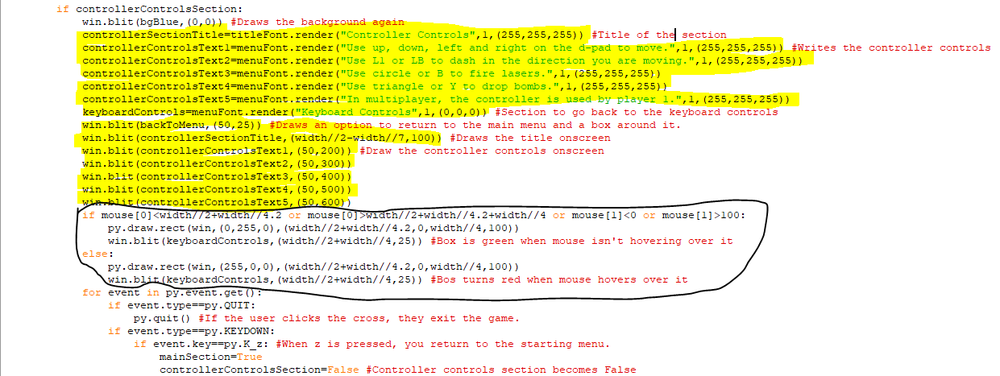 if controllerControlsSection:
win.blit(bgBlue,(0,0)) #Draws the background again
controllerSectionTitle=titleFont.render("Controller Controls",1,(255,255,255)) #Title of the section
controllerControlsText1=menuFont.render("Use up, down, left and right on the d-pad to move.",1,(255,255,255)) #Writes the controller controls
controllerControlsText2=menuFont.render("Use L1 or LB to dash in the direction you are moving.",1,(255,255,255))
controllerControlsText3=menuFont.render("Use circle or B to fire lasers.",1,(255,255,255))
controllerControlsText4=menuFont.render("Use triangle or Y to drop bombs.",1,(255,255,255))
controllerControlsText5=menuFont.render("In multiplayer, the controller is used by player 1.",1,(255,255,255))
keyboardControls=menuFont.render("Keyboard Controls",1,(0,0,0)) #Section to go back to the keyboard controls
win.blit(backToMenu,(50,25)) #Draws an option to return to the main menu and a box around it.
win.blit(controllerSectionTitle,(width//2-width//7,100)) #Draws the title onscreen
win.blit(controllerControlsText1,(50,200)) #Draw the controller controls onscreen
win.blit(controllerControlsText2,(50,300))
win.blit(controllerControlsText3,(50,400))
win.blit(controllerControlsText4,(50,500))
win.blit(controllerControlsText5,(50,600))
if mouse[0]<width//2+width//4.2 or mouse[0]>width//2+width//4.2+width//4 or mouse[1]<0 or mouse[1]>100:
py.draw.rect(win,(0,255,0),(width//2+width//4.2,0,width//4,100))
win.blit(keyboardControls,(width//2+width//4,25)) #Box is green when mouse isn't hovering over it
else:
py.draw.rect(win,(255,0,0),(width//2+width//4.2,0,width//4,100))
win.blit(keyboardControls,(width//2+width//4,25)) #Bos turns red when mouse hovers over it
for event in py.event.get():
if event.type==py.QUIT:
py.quit() #If the user clicks the cross, they exit the game.
if event.type==py.KEYDOWN:
if event.key==py.K_z: #When z is pressed, you return to the starting menu.
mainSection=True
controllerControlsSection=False #Controller controls section becomes False